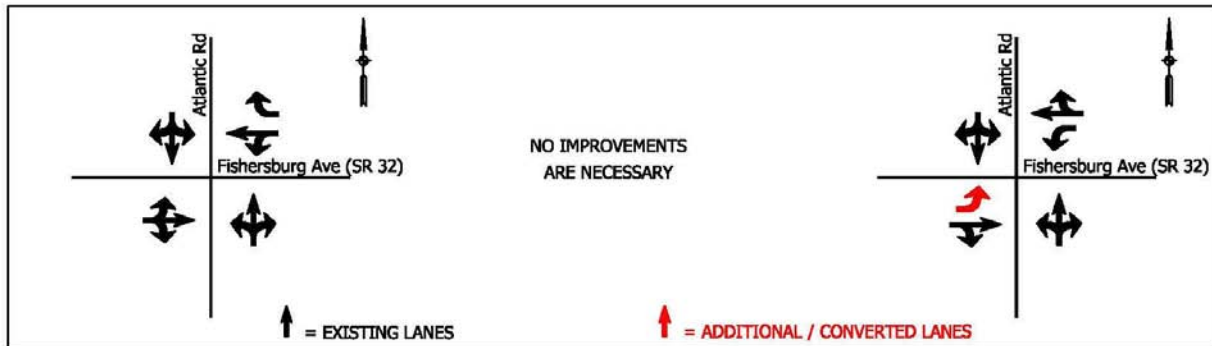 Atlantic Rd
Fishersburg Ave (SR 32)
NO IMPROVEMENTS
ARE NECESSARY
Atlantic Rd
Fishersburg Ave (SR 32)
= EXISTING LANES
= ADDITIONAL / CONVERTED LANES